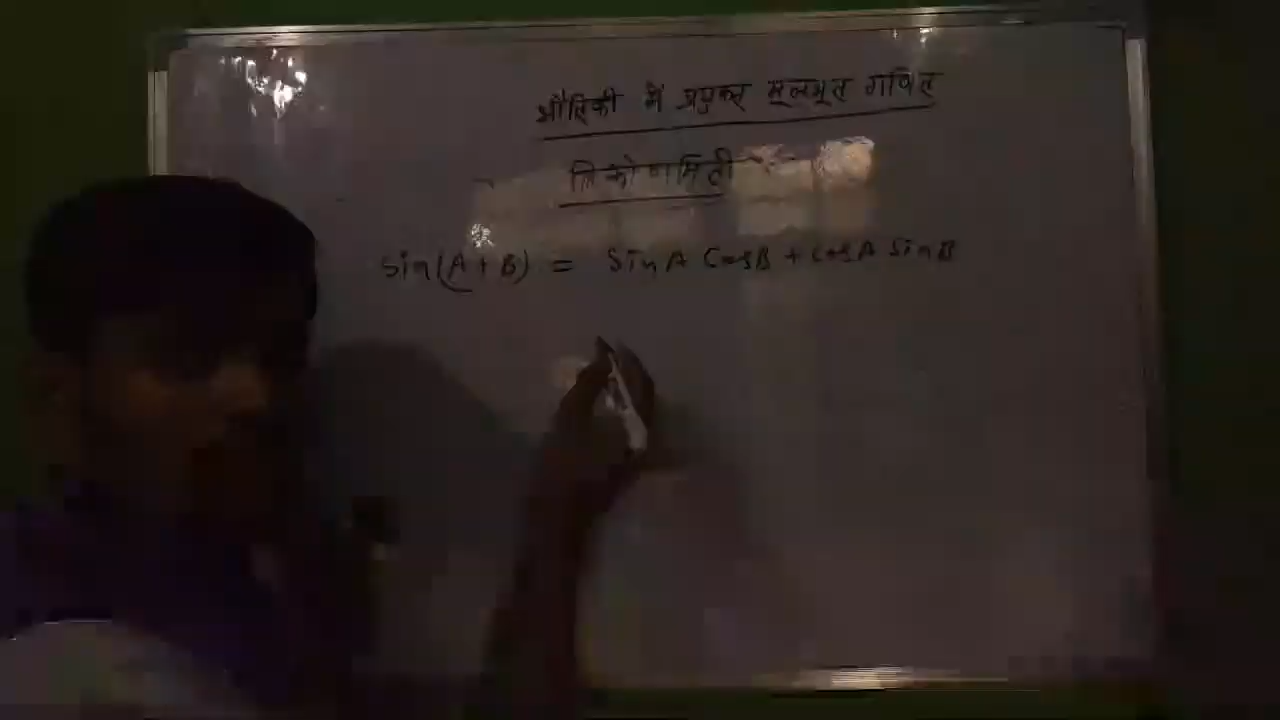 भौतिकी में प्रयुक्त मूलभूत गणित
त्रिकोणमिती
Sin(A+B) = SinA CosB + CosA SinB